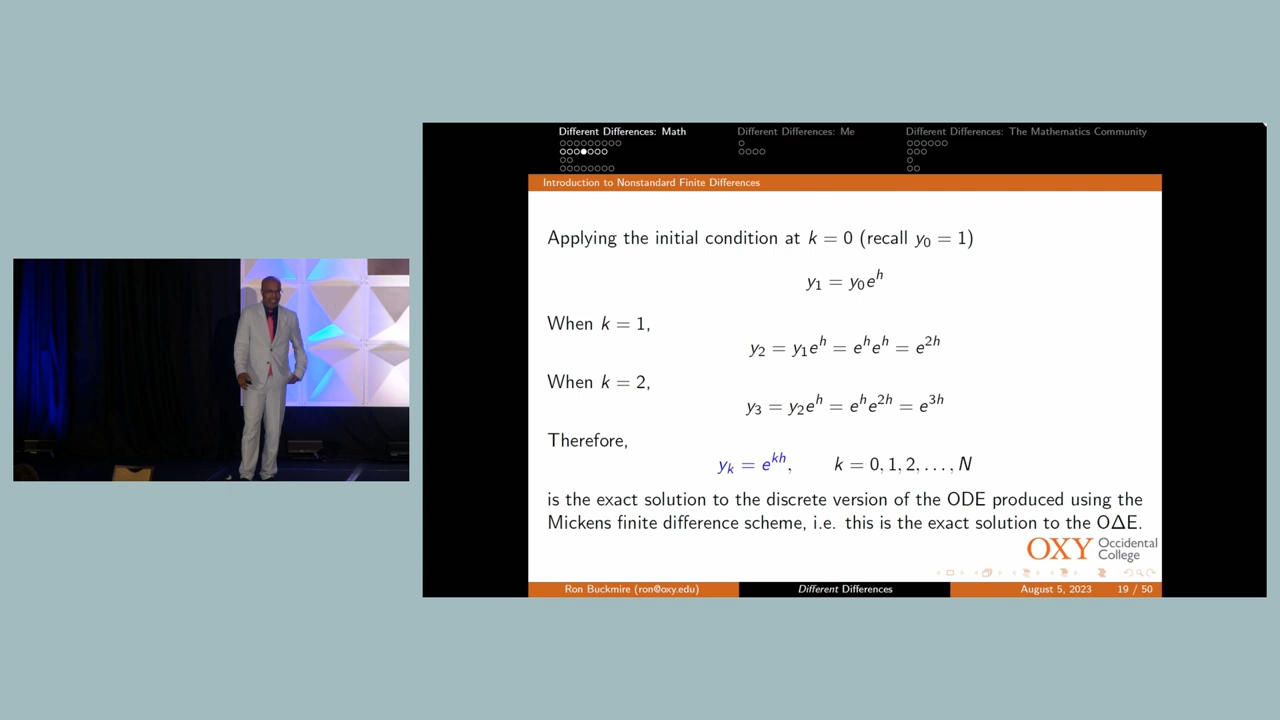 Different Differences: Math Different Differences: Me Different Differences: The Mathematics Community
Introduction to Nonstandard Finite Differences
Applying the initial condition at k = 0 (recall y₀ = 1)
y₁ = y₀eʰ
When k = 1,
y₂ = y₁eʰ = eʰeʰ = e²ʰ
When k = 2,
y₃ = y₂eʰ = eʰe²ʰ = e³ʰ
Therefore,
yₖ = eᵏʰ, k = 0, 1, 2, . . . , N
is the exact solution to the discrete version of the ODE produced using the
Mickens finite difference scheme, i.e. this is the exact solution to the OΔE.
OXY Occidental
College
Ron Buckmire (ron@oxy.edu) Different Differences August 5, 2023 19 / 50